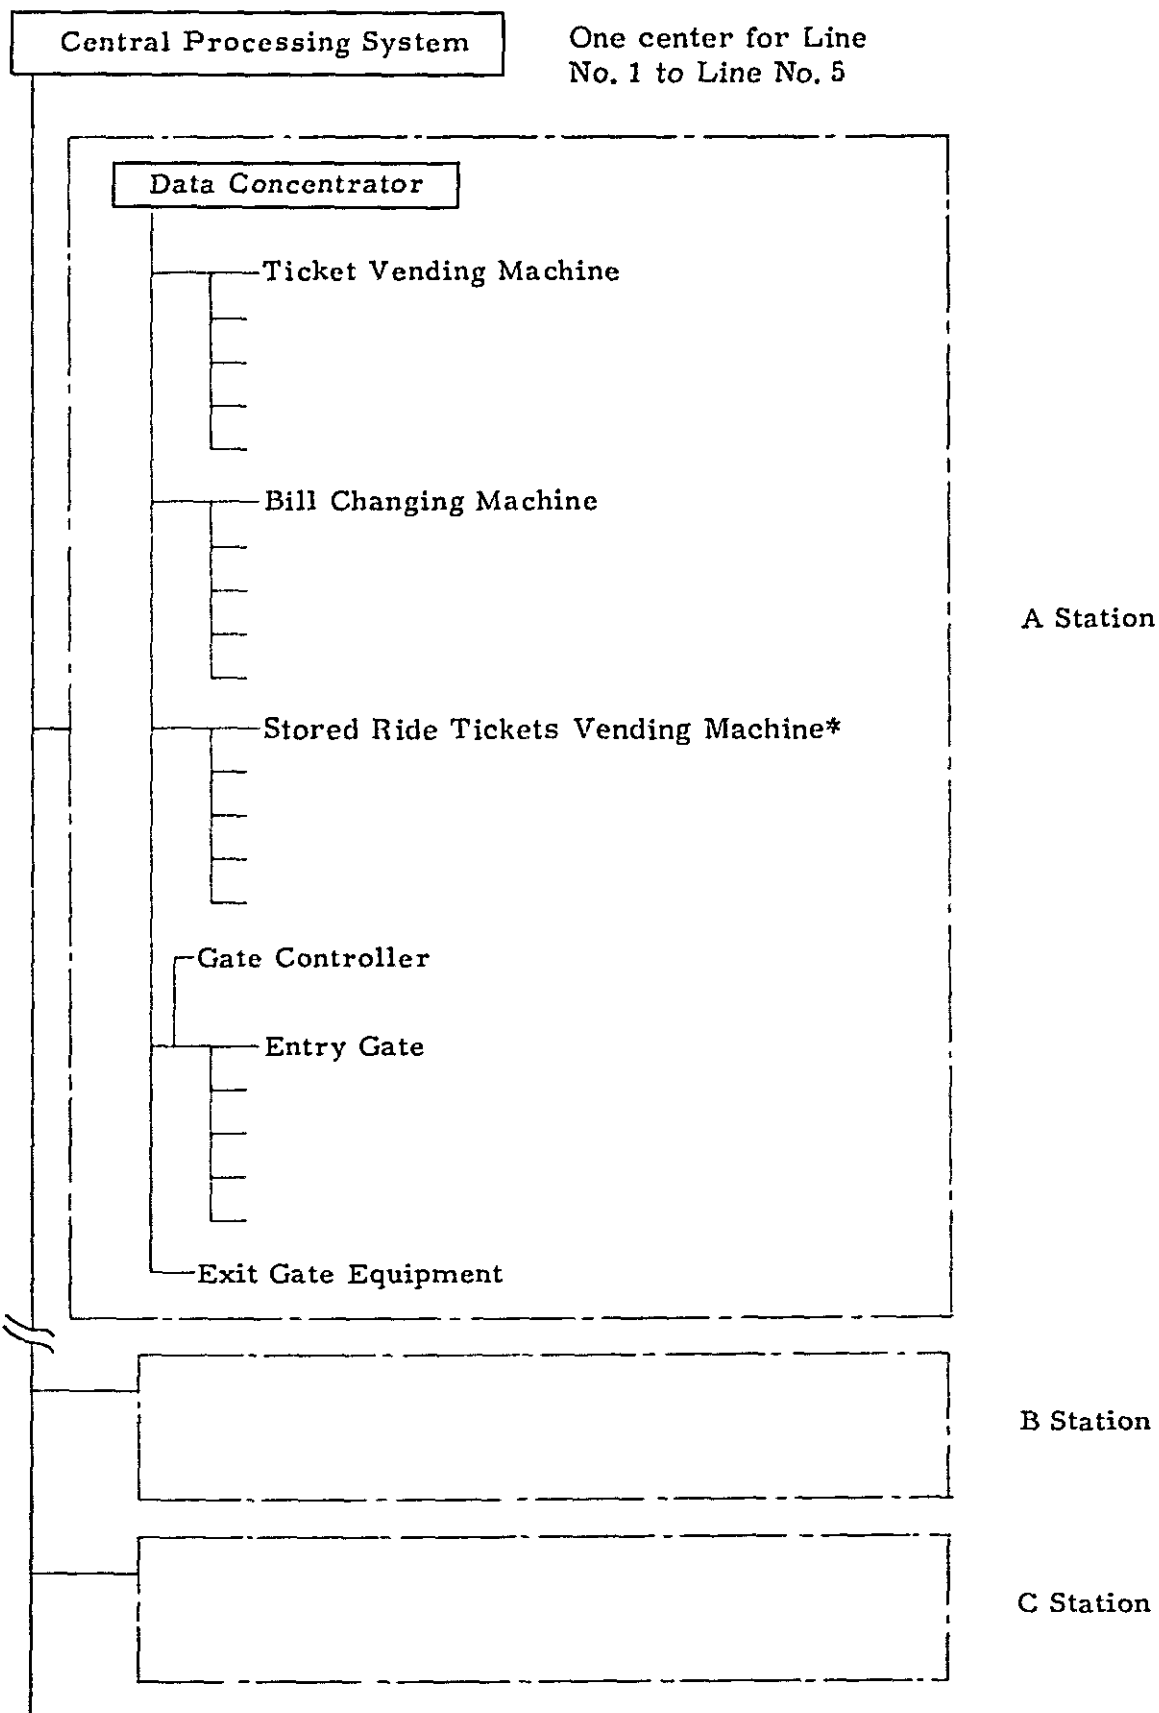 Central Processing System
One center for Line
No. 1 to Line No. 5
Data Concentrator
Ticket Vending Machine
Bill Changing Machine
A Station
Stored Ride Tickets Vending Machine*
Gate Controller
Entry Gate
Exit Gate Equipment
B Station
C Station